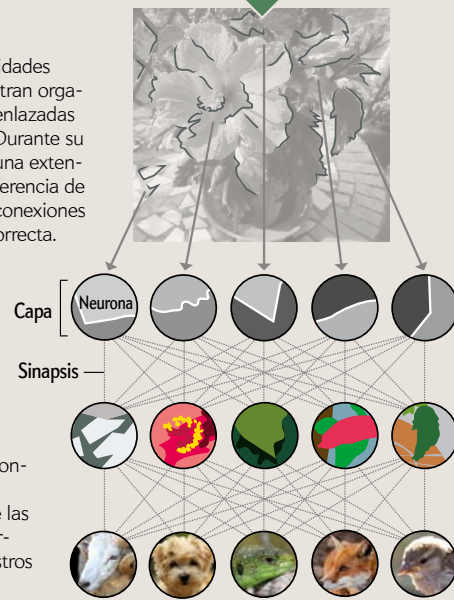 idades
tran orga-
enlazadas
Durante su
una exten-
erencia de
conexiones
orrecta.
Capa
Neurona
Sinapsis
on-
e las
r-
stros